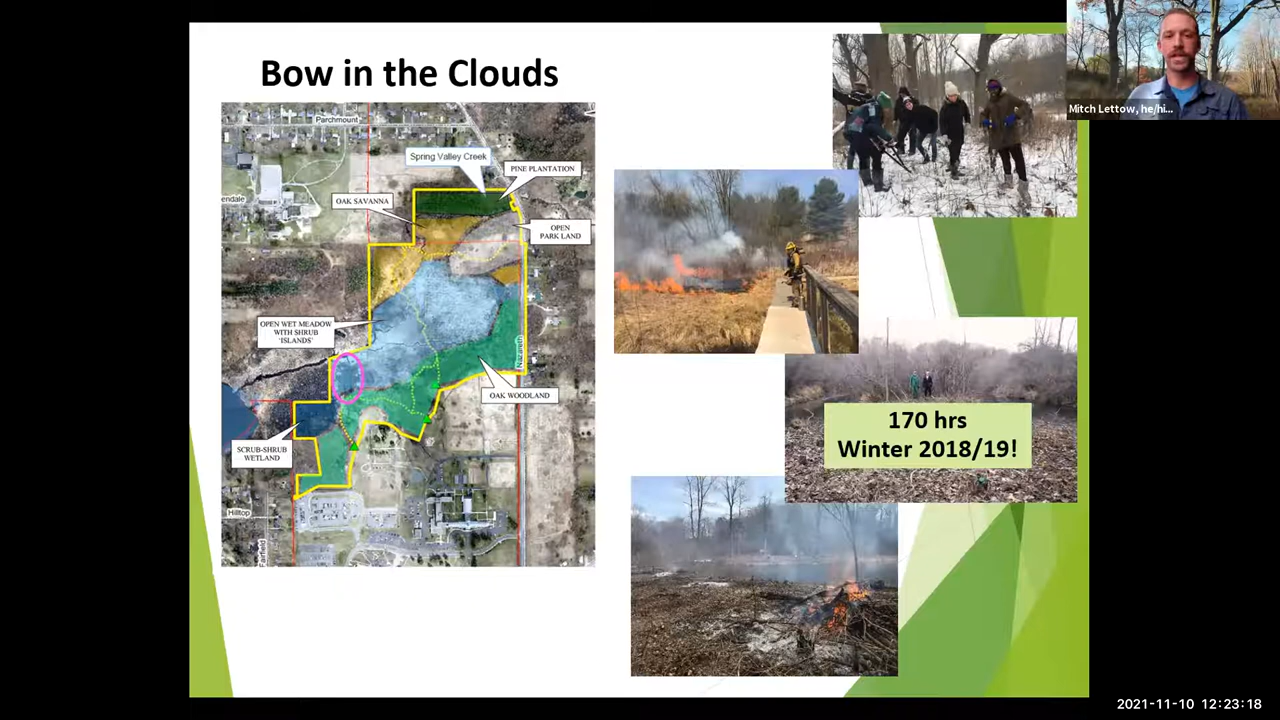 Bow in the Clouds
Parchmount
Spring Valley Creek
PINE PLANTATION
OAK SAVANNA
endale
OPEN
PARK LAND
OPEN WET MEADOW
WITH SHRUB
'ISLANDS'
Nazareth
OAK WOODLAND
SCRUB-SHRUB
WETLAND
Hilltop
Fairfield
170 hrs
Winter 2018/19!
Mitch Lettow, he/hi...
2021-11-10 12:23:18